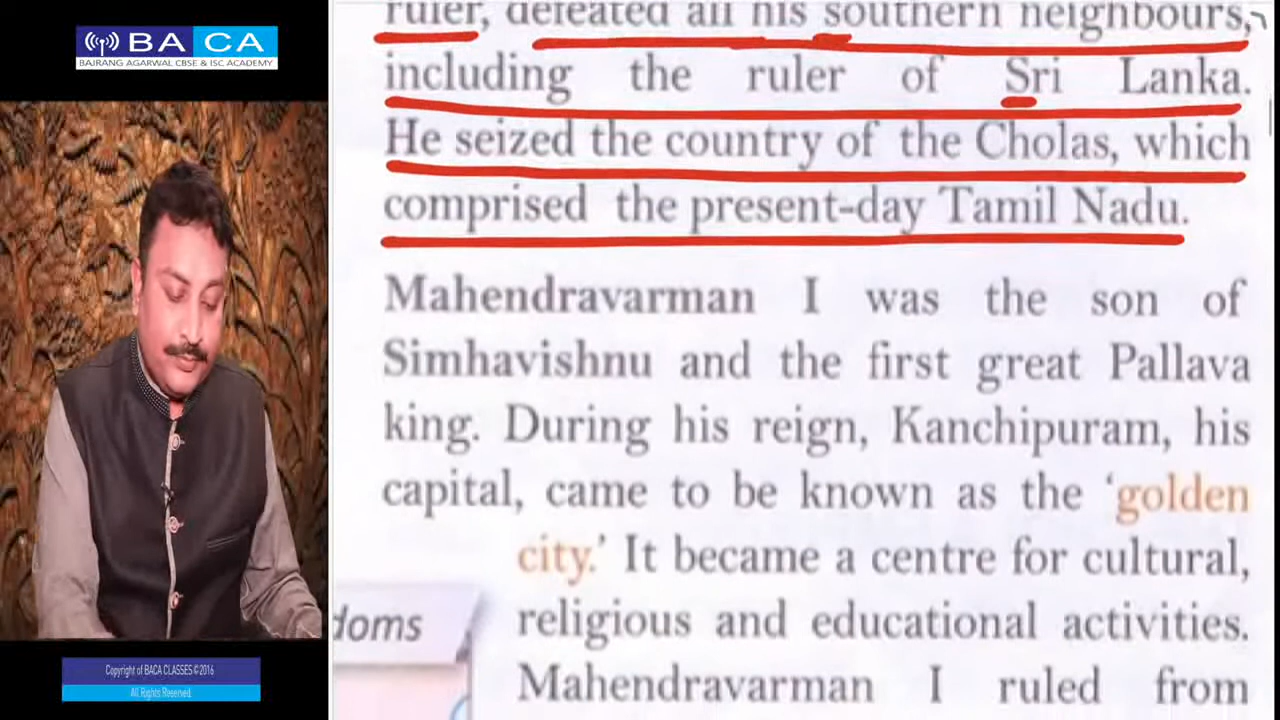 BA CA
BAJRANG AGARWAL CBSE & ISC ACADEMY
ruler, defeated all his southern neighbours,
including the ruler of Sri Lanka.
He seized the country of the Cholas, which
comprised the present-day Tamil Nadu.
Mahendravarman I was the son of
Simhavishnu and the first great Pallava
king. During his reign, Kanchipuram, his
capital, came to be known as the ‘golden
city.’ It became a centre for cultural,
religious and educational activities.
Mahendravarman I ruled from
doms
Copyright of BACA CLASSES ©2016
All Rights Reserved.